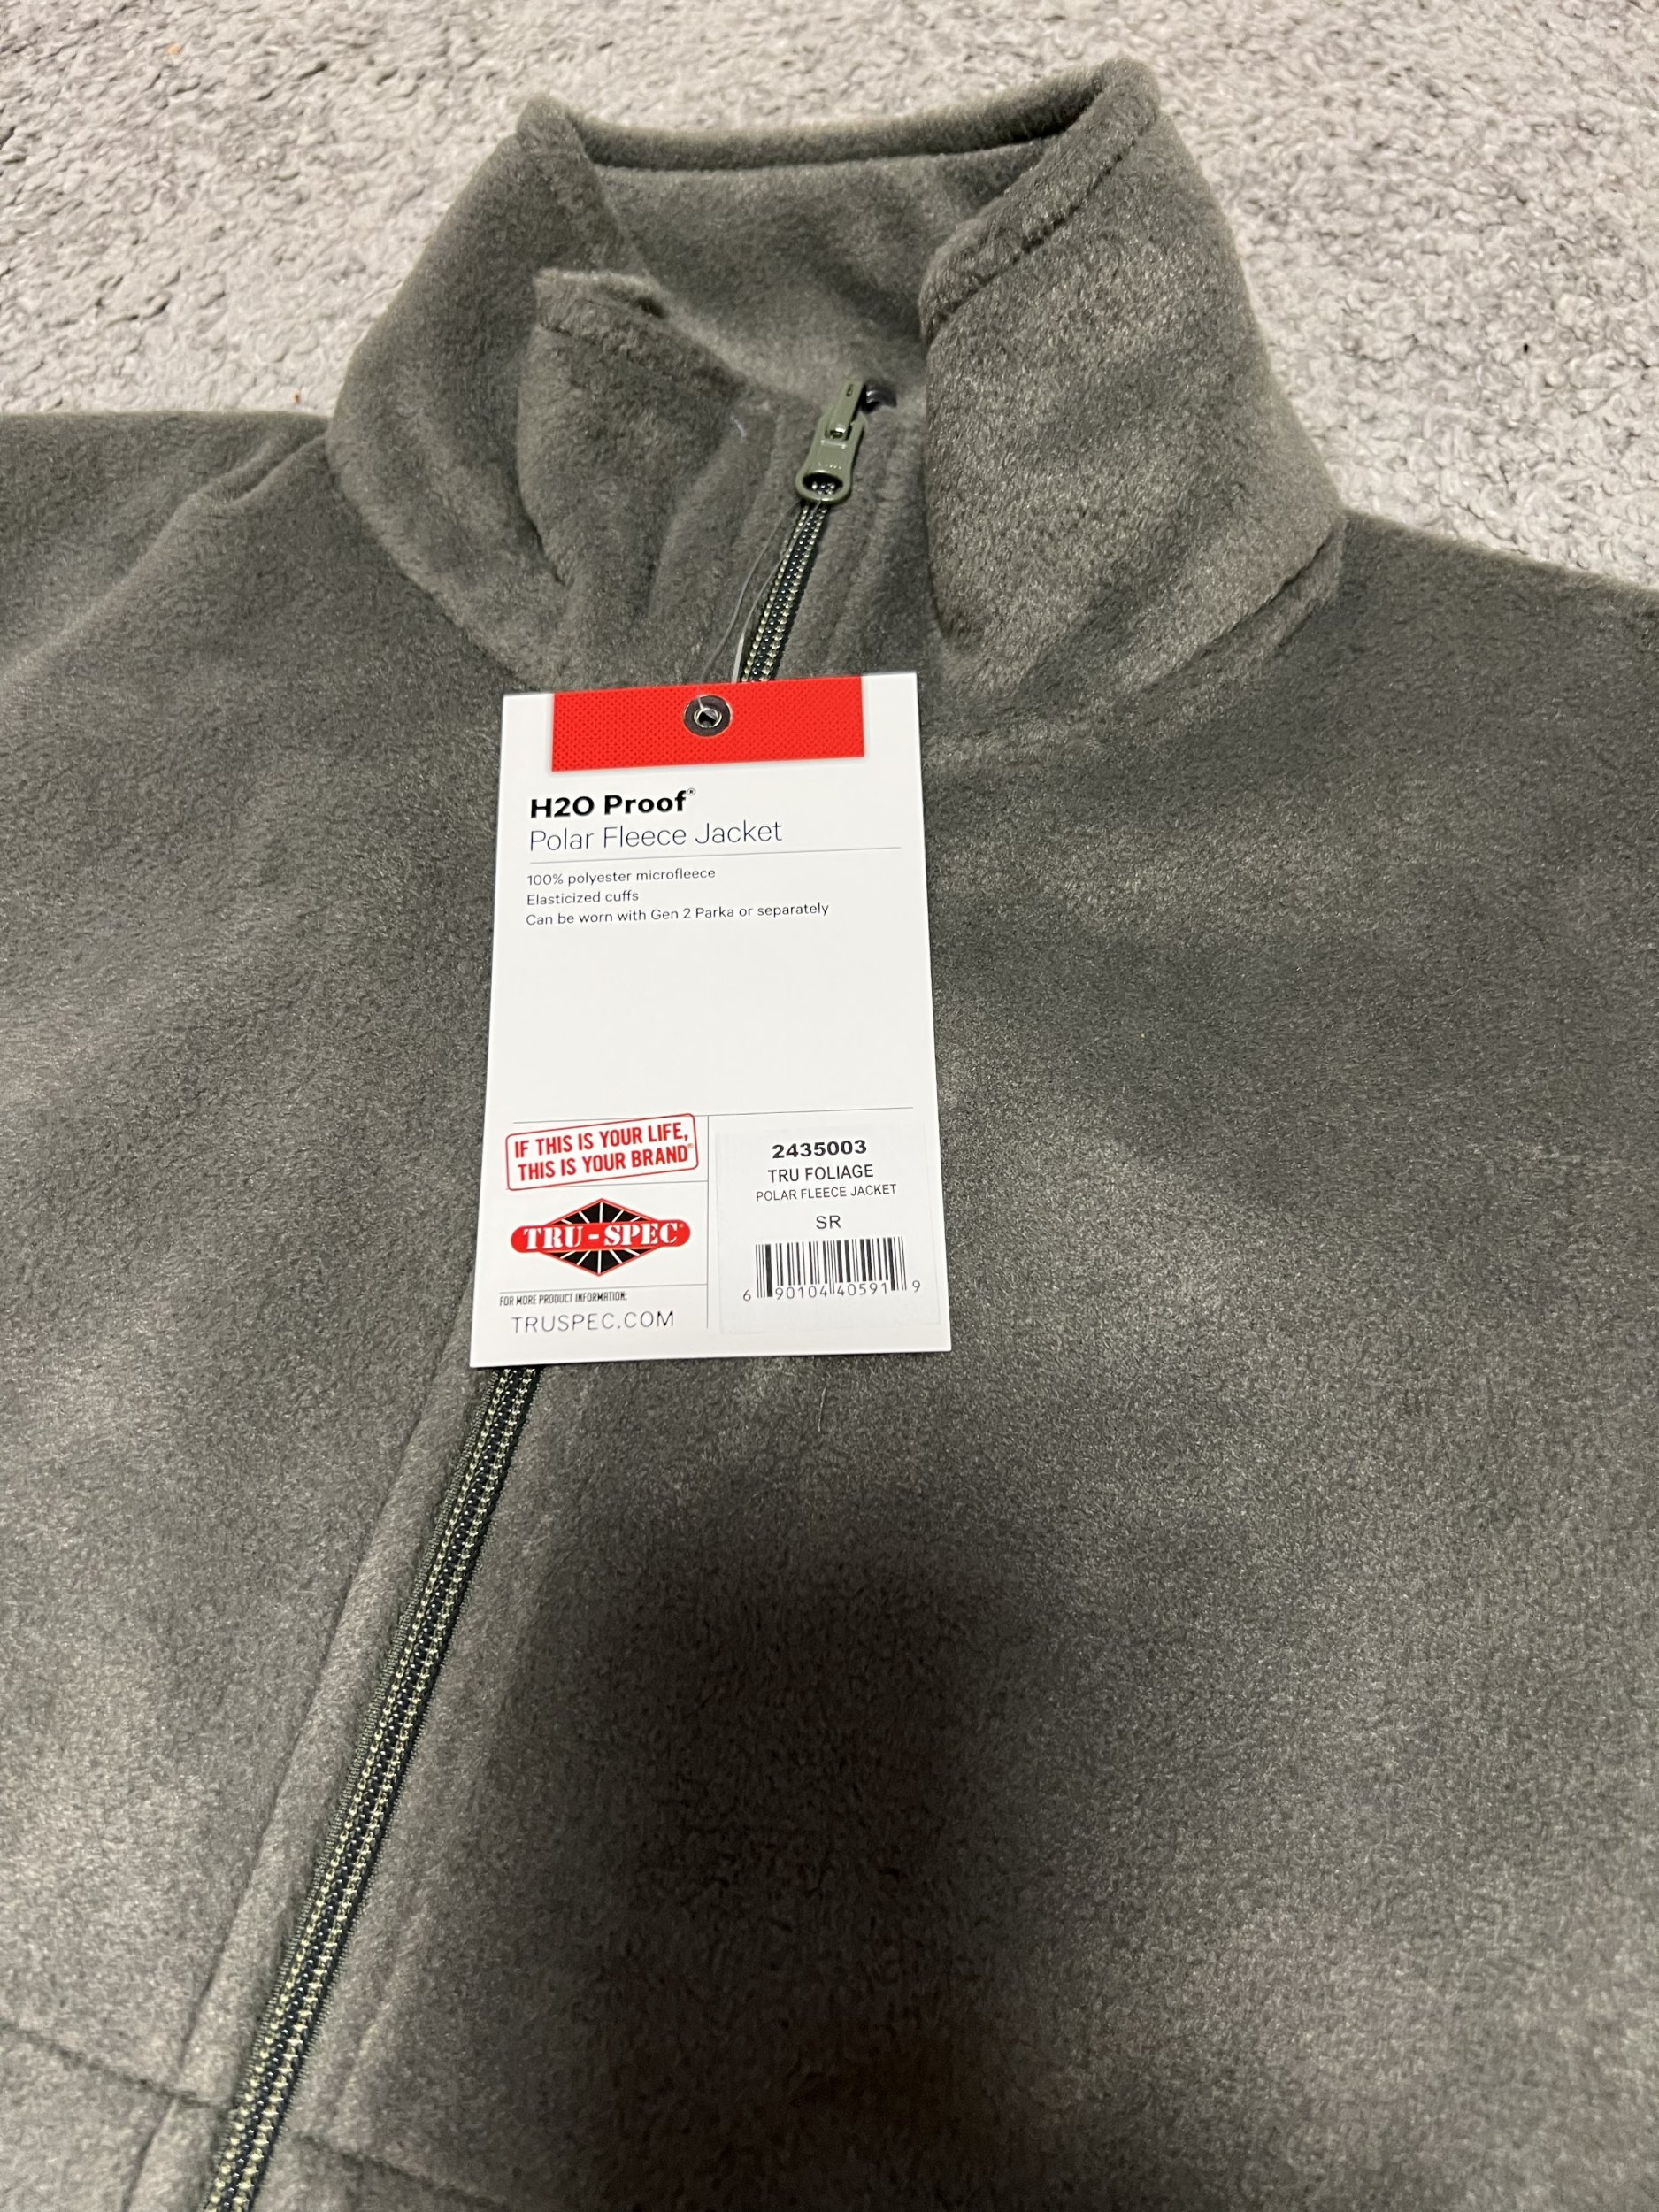 H2O Proof®
Polar Fleece Jacket
100% polyester microfleece
Elasticized cuffs
Can be worn with Gen 2 Parka or separately
IF THIS IS YOUR LIFE,
THIS IS YOUR BRAND®
TRU-SPEC®
FOR MORE PRODUCT INFORMATION:
TRUSPEC.COM
2435003
TRU FOLIAGE
POLAR FLEECE JACKET
SR
6 90104 40591 9